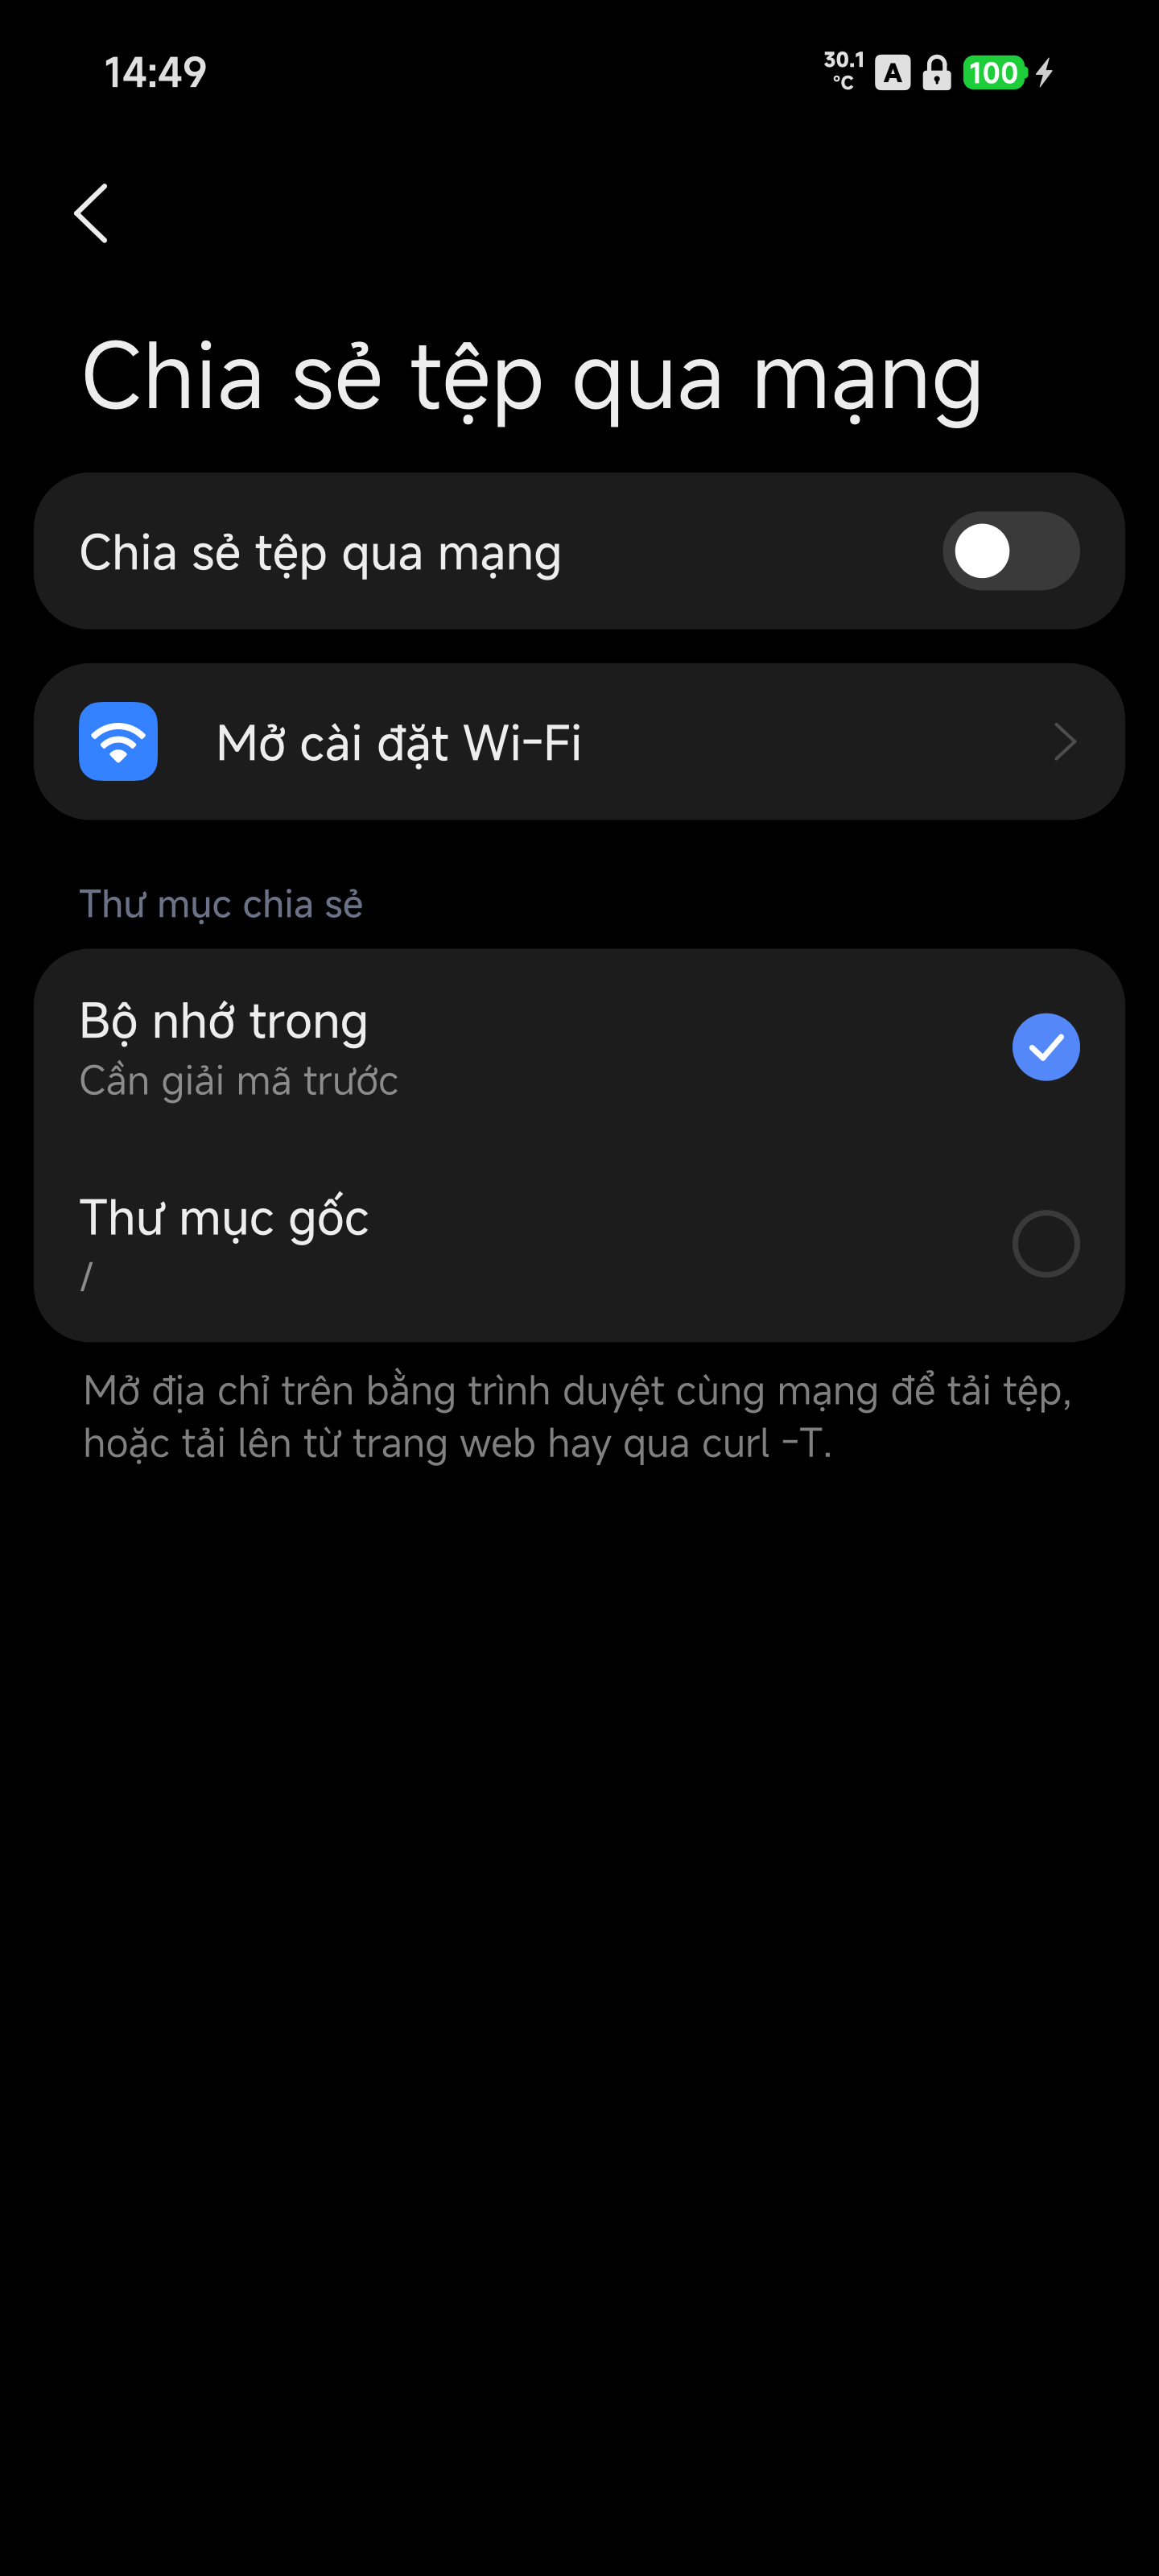 14:49
30.1
°C
A
100
Chia sẻ tệp qua mạng
Chia sẻ tệp qua mạng
Mở cài đặt Wi-Fi
Thư mục chia sẻ
Bộ nhớ trong
Cần giải mã trước
Thư mục gốc
/
Mở địa chỉ trên bằng trình duyệt cùng mạng để tải tệp,
hoặc tải lên từ trang web hay qua curl -T.